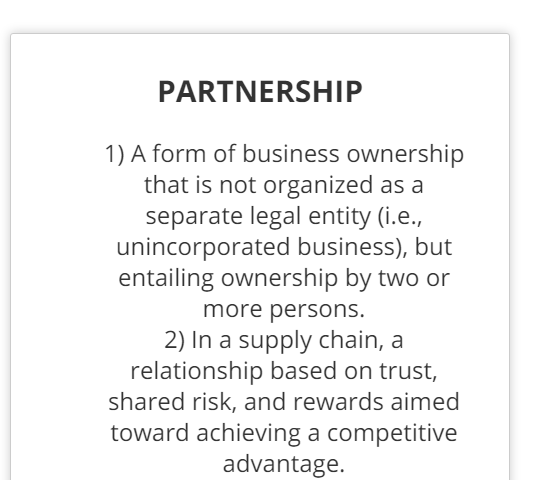 PARTNERSHIP
1) A form of business ownership
that is not organized as a
separate legal entity (i.e.,
unincorporated business), but
entailing ownership by two or
more persons.
2) In a supply chain, a
relationship based on trust,
shared risk, and rewards aimed
toward achieving a competitive
advantage.